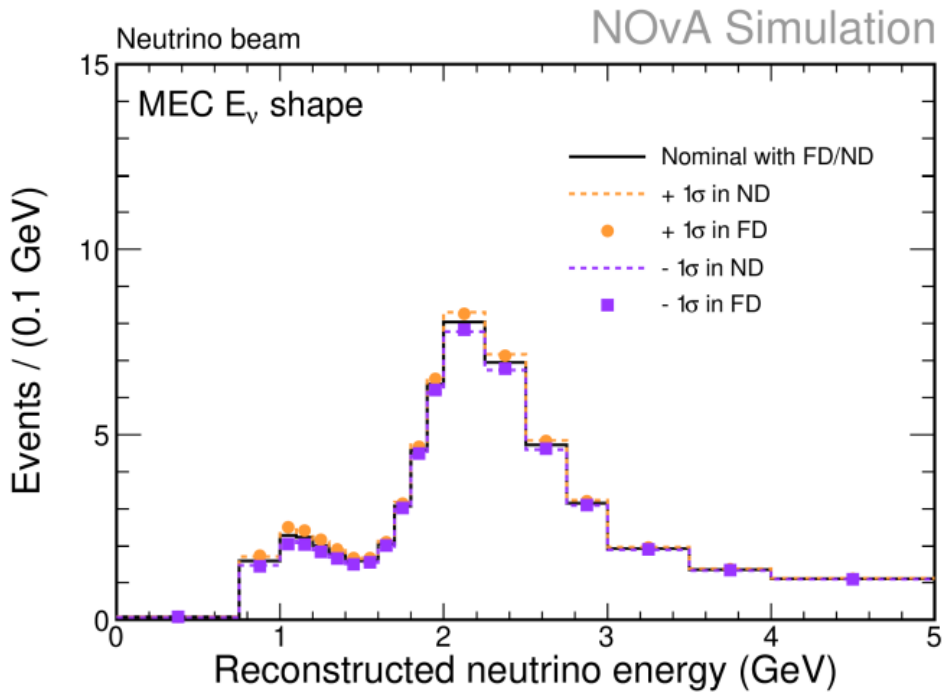 Neutrino beam
NOvA Simulation
MEC Eν shape
Nominal with FD/ND
+ 1σ in ND
+ 1σ in FD
- 1σ in ND
- 1σ in FD
Events / (0.1 GeV)
15
10
5
0
0 1 2 3 4 5
Reconstructed neutrino energy (GeV)